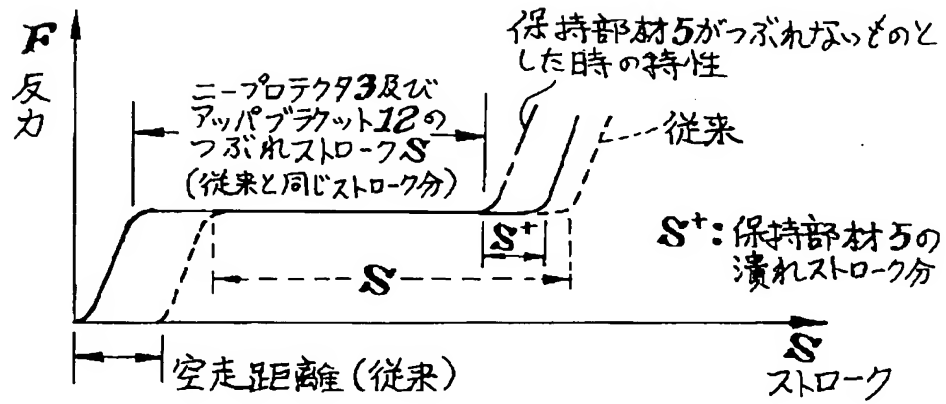 F
反力
ニープロテクタ3及び
アッパブラケット12の
つぶれストロークS
(従来と同じストローク分)
保持部材5がつぶれないものと
した時の特性
従来
S+
S+:保持部材5の
潰れストローク分
S
S
ストローク
空走距離(従来)